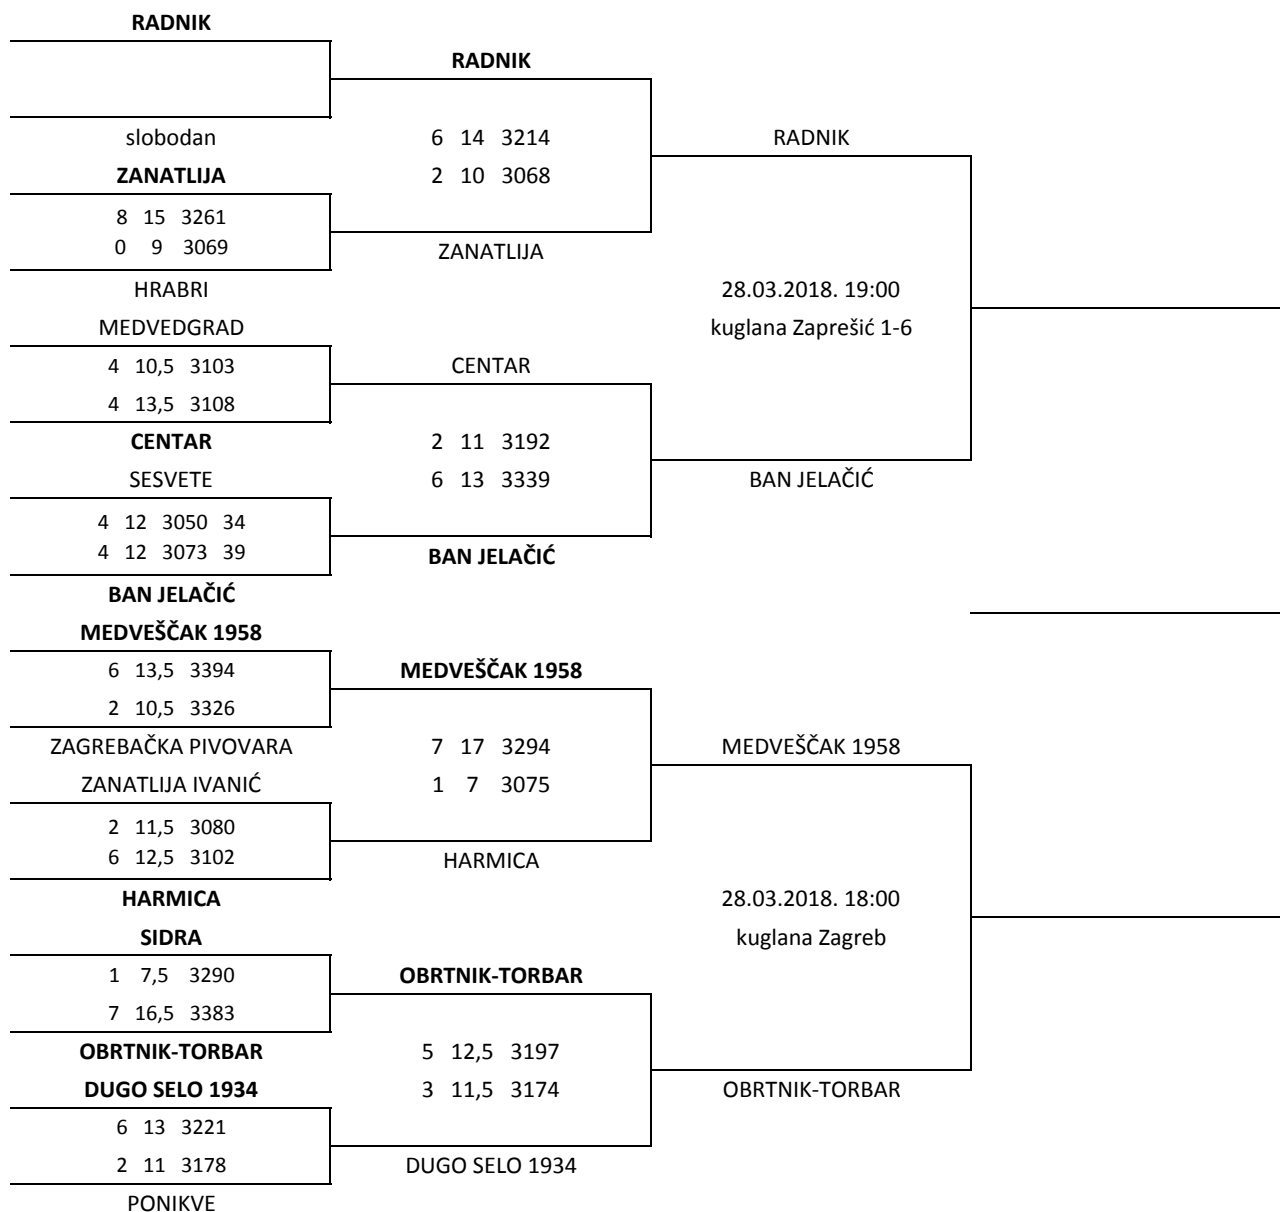 RADNIK
slobodan
ZANATLIJA
8 15 3261
0 9 3069
HRABRI
MEDVEDGRAD
4 10,5 3103
4 13,5 3108
CENTAR
SESVETE
4 12 3050 34
4 12 3073 39
BAN JELAČIĆ
MEDVEŠČAK 1958
6 13,5 3394
2 10,5 3326
ZAGREBAČKA PIVOVARA
ZANATLIJA IVANIĆ
2 11,5 3080
6 12,5 3102
HARMICA
SIDRA
1 7,5 3290
7 16,5 3383
OBRTNIK-TORBAR
DUGO SELO 1934
6 13 3221
2 11 3178
PONIKVE
RADNIK
6 14 3214
2 10 3068
ZANATLIJA
CENTAR
2 11 3192
6 13 3339
BAN JELAČIĆ
MEDVEŠČAK 1958
7 17 3294
1 7 3075
HARMICA
OBRTNIK-TORBAR
5 12,5 3197
3 11,5 3174
DUGO SELO 1934
RADNIK
28.03.2018. 19:00
kuglana Zaprešić 1-6
BAN JELAČIĆ
MEDVEŠČAK 1958
28.03.2018. 18:00
kuglana Zagreb
OBRTNIK-TORBAR